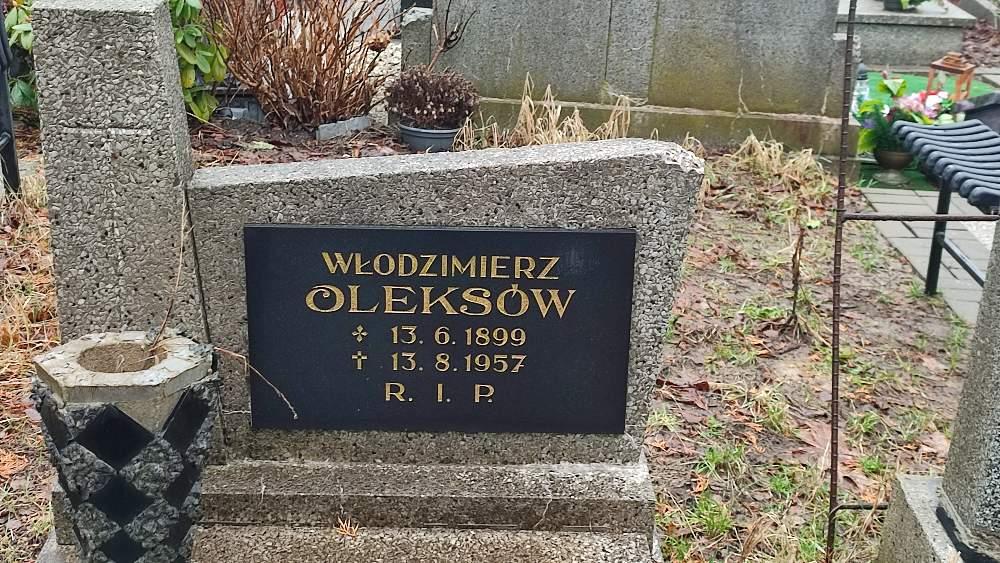 WŁODZIMIERZ
OLEKSÓW
✣ 13. 6. 1899
† 13. 8. 1957
R. I. P.